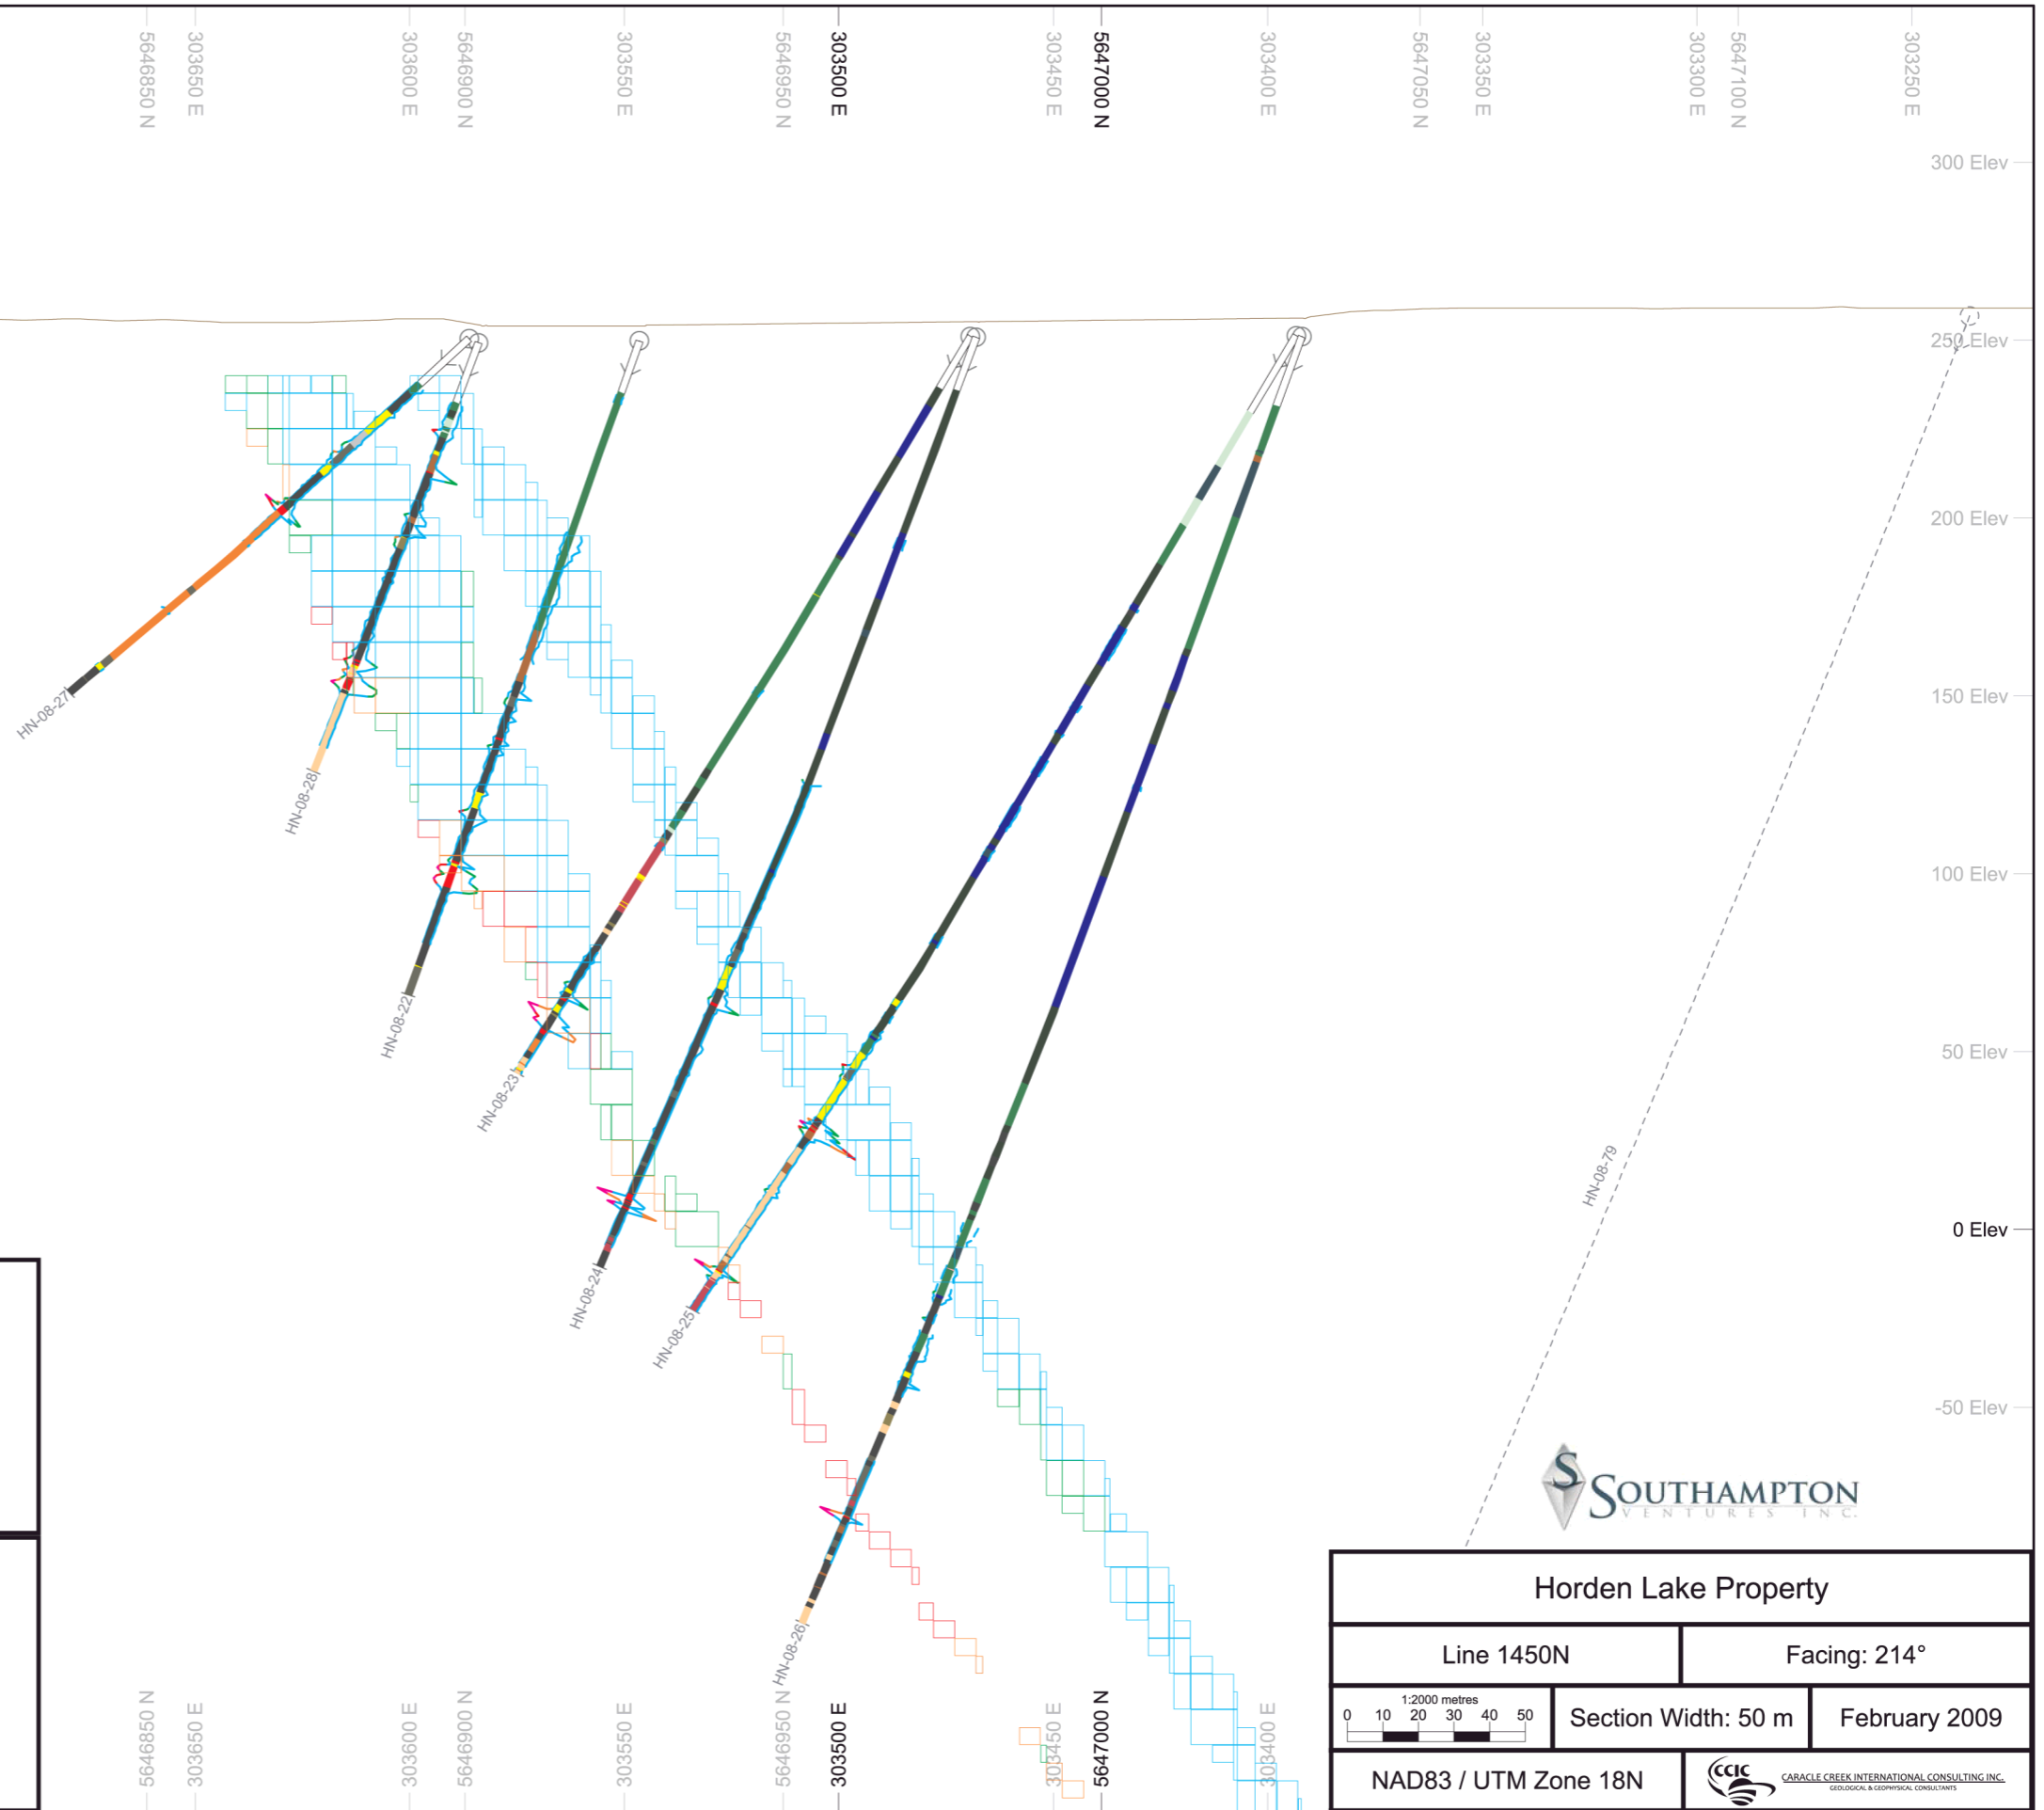 5646850 N
303650 E
303600 E
5646900 N
303550 E
5646950 N
303500 E
303450 E
5647000 N
303400 E
5647050 N
303350 E
303300 E
5647100 N
303250 E
300 Elev
250 Elev
200 Elev
150 Elev
100 Elev
50 Elev
0 Elev
-50 Elev
HN-08-27
HN-08-28
HN-08-22
HN-08-23
HN-08-24
HN-08-25
HN-08-26
HN-08-79
S SOUTHAMPTON
VENTURES INC.
Horden Lake Property
Line 1450N
Facing: 214°
1:2000 metres
0 10 20 30 40 50
Section Width: 50 m
February 2009
NAD83 / UTM Zone 18N
CCIC
CARACLE CREEK INTERNATIONAL CONSULTING INC.
GEOLOGICAL & GEOPHYSICAL CONSULTANTS
5646850 N
303650 E
303600 E
5646900 N
303550 E
5646950 N
303500 E
303450 E
5647000 N
303400 E